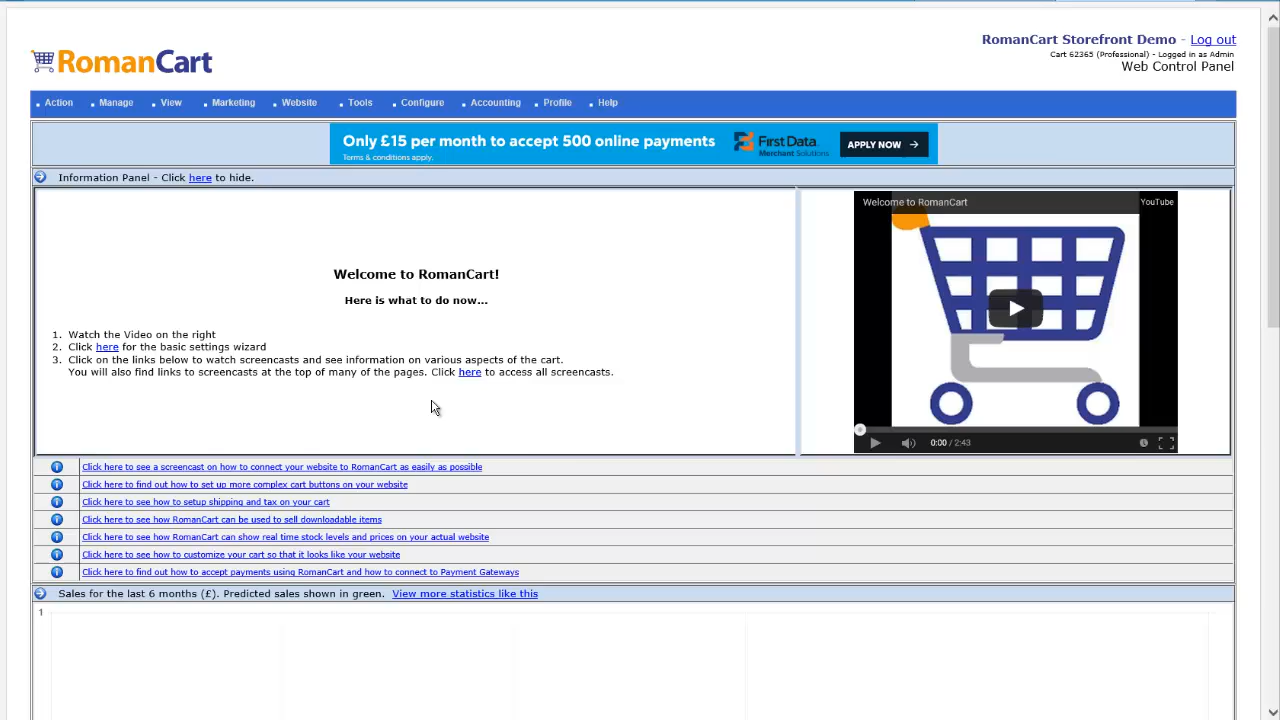 RomanCart
RomanCart Storefront Demo - Log out
Cart 62365 (Professional) - Logged in as Admin
Web Control Panel
Action Manage View Marketing Website Tools Configure Accounting Profile Help
Only £15 per month to accept 500 online payments
Terms & conditions apply.
First Data.
Merchant Solutions
APPLY NOW →
Information Panel - Click here to hide.
Welcome to RomanCart!
Here is what to do now...
1. Watch the Video on the right
2. Click here for the basic settings wizard
3. Click on the links below to watch screencasts and see information on various aspects of the cart.
You will also find links to screencasts at the top of many of the pages. Click here to access all screencasts.
Welcome to RomanCart
YouTube
0:00 / 2:43
Click here to see a screencast on how to connect your website to RomanCart as easily as possible
Click here to find out how to set up more complex cart buttons on your website
Click here to see how to setup shipping and tax on your cart
Click here to see how RomanCart can be used to sell downloadable items
Click here to see how RomanCart can show real time stock levels and prices on your actual website
Click here to see how to customize your cart so that it looks like your website
Click here to find out how to accept payments using RomanCart and how to connect to Payment Gateways
Sales for the last 6 months (£). Predicted sales shown in green. View more statistics like this
1